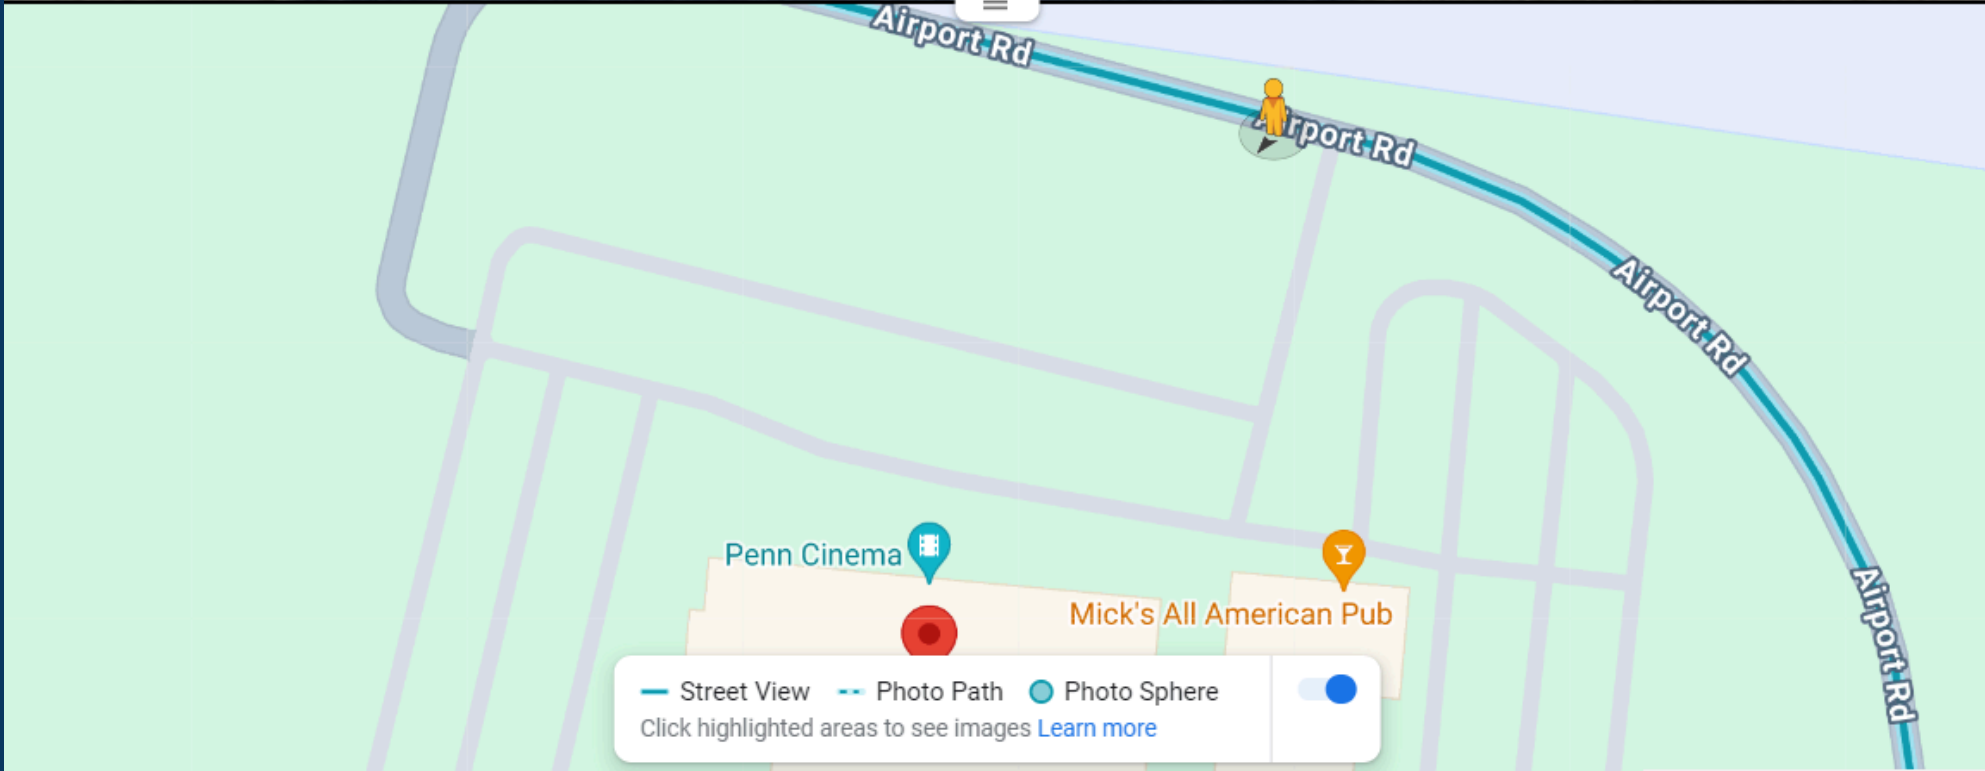 Airport Rd
Airport Rd
Airport Rd
Airport Rd
Penn Cinema
Mick's All American Pub
Street View
Photo Path
Photo Sphere
Click highlighted areas to see images Learn more